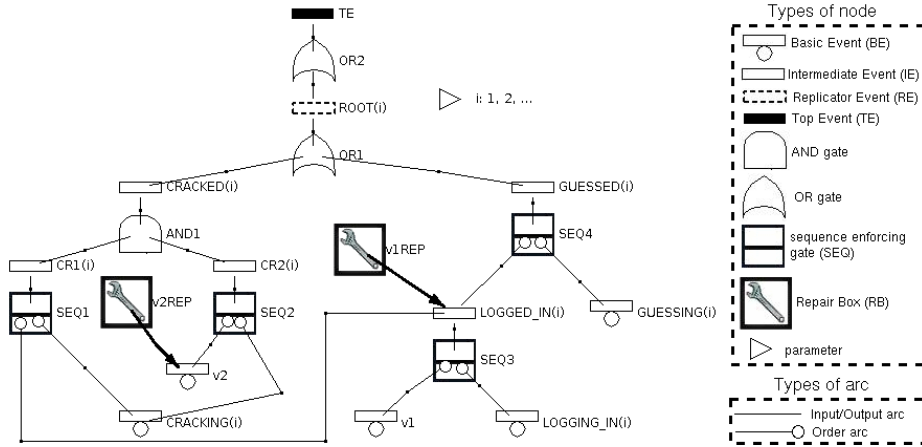 TE
OR2
ROOT(i)
i: 1, 2, ...
OR1
CRACKED(i)
GUESSED(i)
AND1
SEQ4
v1REP
CR1(i)
CR2(i)
v2REP
SEQ1
SEQ2
LOGGED_IN(i)
GUESSING(i)
SEQ3
v2
CRACKING(i)
v1
LOGGING_IN(i)
Types of node
Basic Event (BE)
Intermediate Event (IE)
Replicator Event (RE)
Top Event (TE)
AND gate
OR gate
sequence enforcing
gate (SEQ)
Repair Box (RB)
parameter
Types of arc
Input/Output arc
Order arc